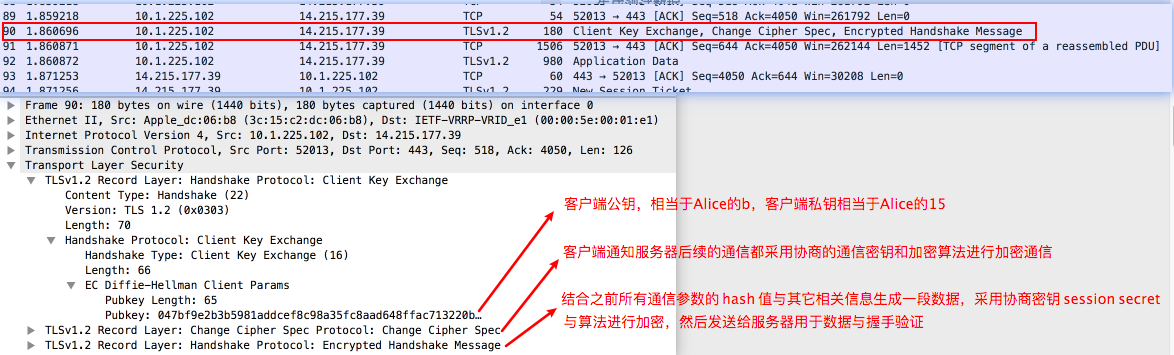 90 1.860696 10.1.225.102 14.215.177.39 TLSv1.2 180 Client Key Exchange, Change Cipher Spec, Encrypted Handshake Message
89 1.859218 10.1.225.102 14.215.177.39 TCP 54 52013 → 443 [ACK] Seq=518 Ack=4050 Win=261792 Len=0
91 1.860871 10.1.225.102 14.215.177.39 TCP 1506 52013 → 443 [ACK] Seq=644 Ack=4050 Win=262144 Len=1452 [TCP segment of a reassembled PDU]
92 1.860872 10.1.225.102 14.215.177.39 TLSv1.2 980 Application Data
93 1.871253 14.215.177.39 10.1.225.102 TCP 60 443 → 52013 [ACK] Seq=4050 Ack=644 Win=30208 Len=0
94 1.871254 14.215.177.39 10.1.225.102 TLSv1.2 229 New Session Ticket
Frame 90: 180 bytes on wire (1440 bits), 180 bytes captured (1440 bits) on interface 0
Ethernet II, Src: Apple_dc:06:b8 (3c:15:c2:dc:06:b8), Dst: IETF-VRRP-VRID_e1 (00:00:5e:00:01:e1)
Internet Protocol Version 4, Src: 10.1.225.102, Dst: 14.215.177.39
Transmission Control Protocol, Src Port: 52013, Dst Port: 443, Seq: 518, Ack: 4050, Len: 126
Transport Layer Security
TLSv1.2 Record Layer: Handshake Protocol: Client Key Exchange
Content Type: Handshake (22)
Version: TLS 1.2 (0x0303)
Length: 70
Handshake Protocol: Client Key Exchange
Handshake Type: Client Key Exchange (16)
Length: 66
EC Diffie-Hellman Client Params
Pubkey Length: 65
Pubkey: 047bf9e2b3b5981addcef8c98a35fc8aad648ffac713220b…
TLSv1.2 Record Layer: Change Cipher Spec Protocol: Change Cipher Spec
TLSv1.2 Record Layer: Handshake Protocol: Encrypted Handshake Message
客户端公钥，相当于Alice的b，客户端私钥相当于Alice的15
客户端通知服务器后续的通信都采用协商的通信密钥和加密算法进行加密通信
结合之前所有通信参数的 hash 值与其它相关信息生成一段数据，采用协商密钥 session secret
与算法进行加密，然后发送给服务器用于数据与握手验证